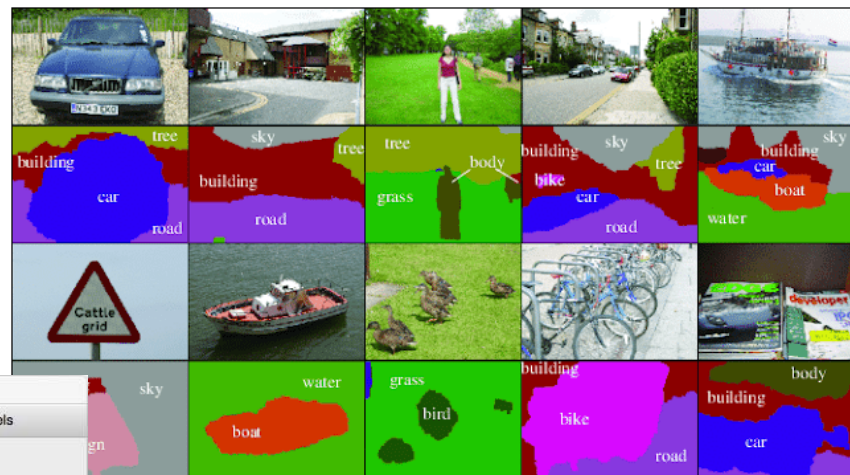 N343 EKO
tree
building
car
road
sky
tree
building
road
tree
body
grass
building
sky
tree
bike
car
road
sky
building
car
boat
water
Cattle
grid
developer
els
sky
gn
water
boat
grass
bird
building
bike
road
body
building
car